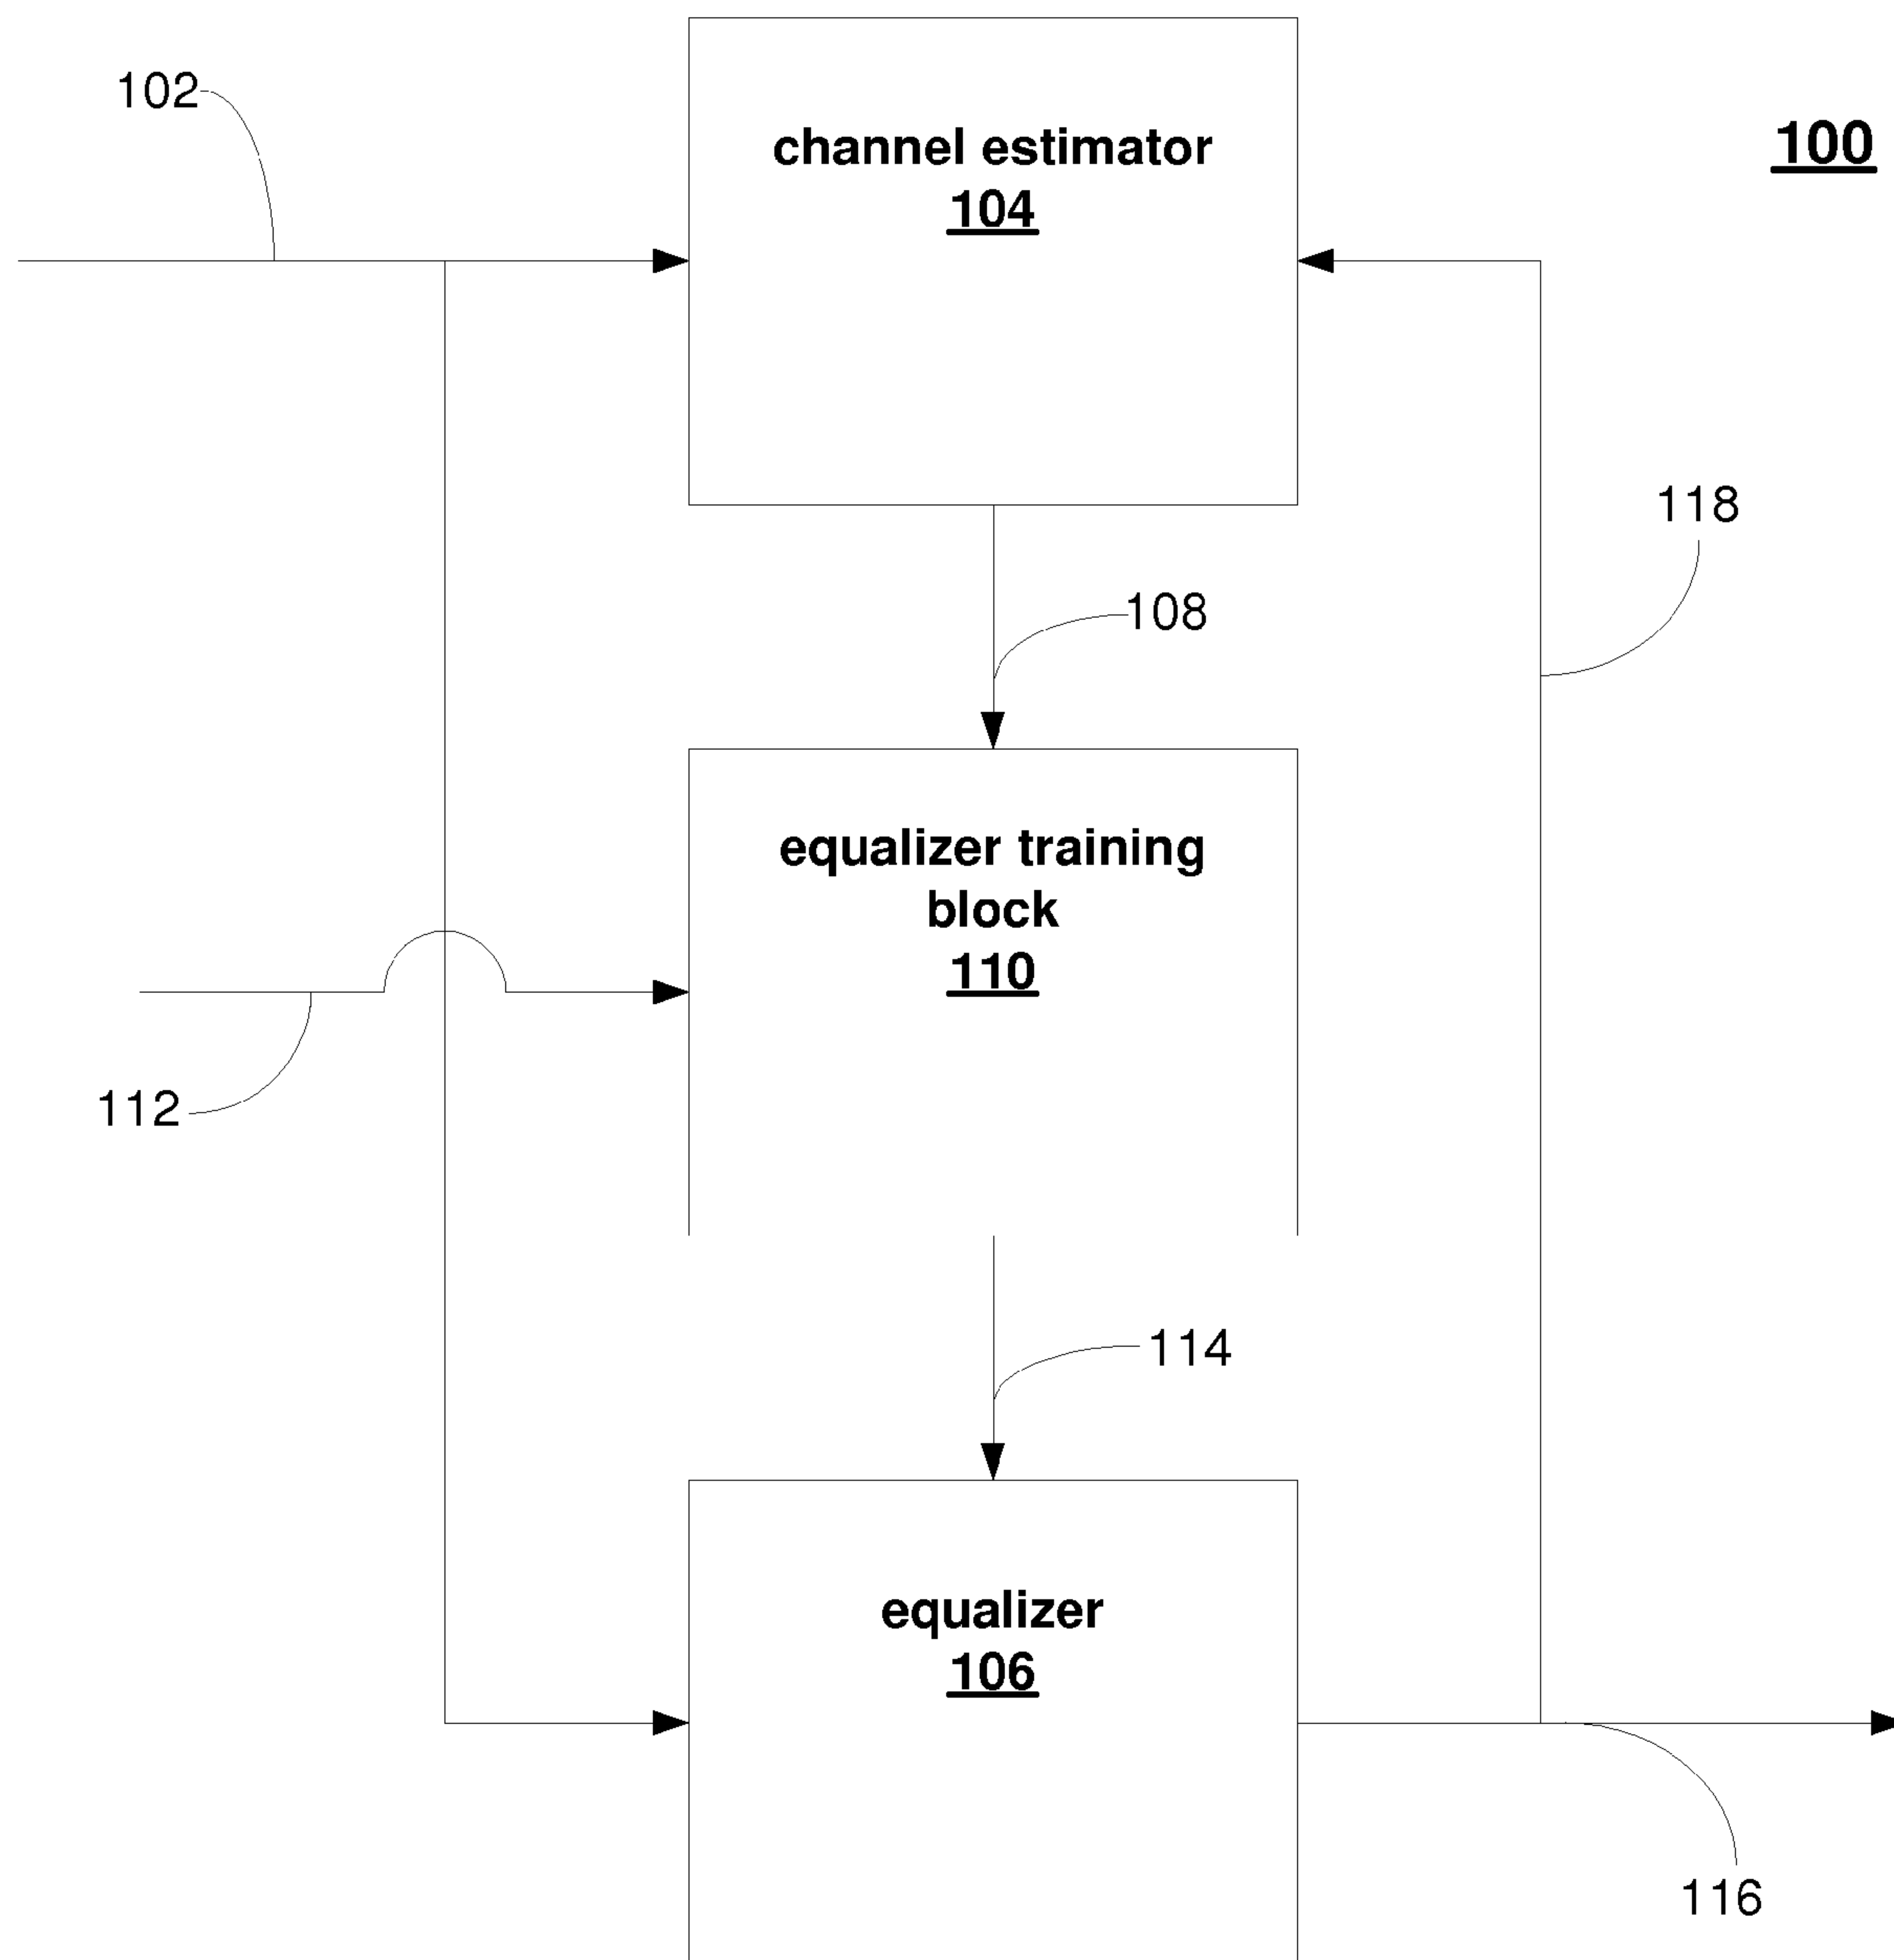 102
channel estimator
104
100
118
108
equalizer training
block
110
112
114
equalizer
106
116